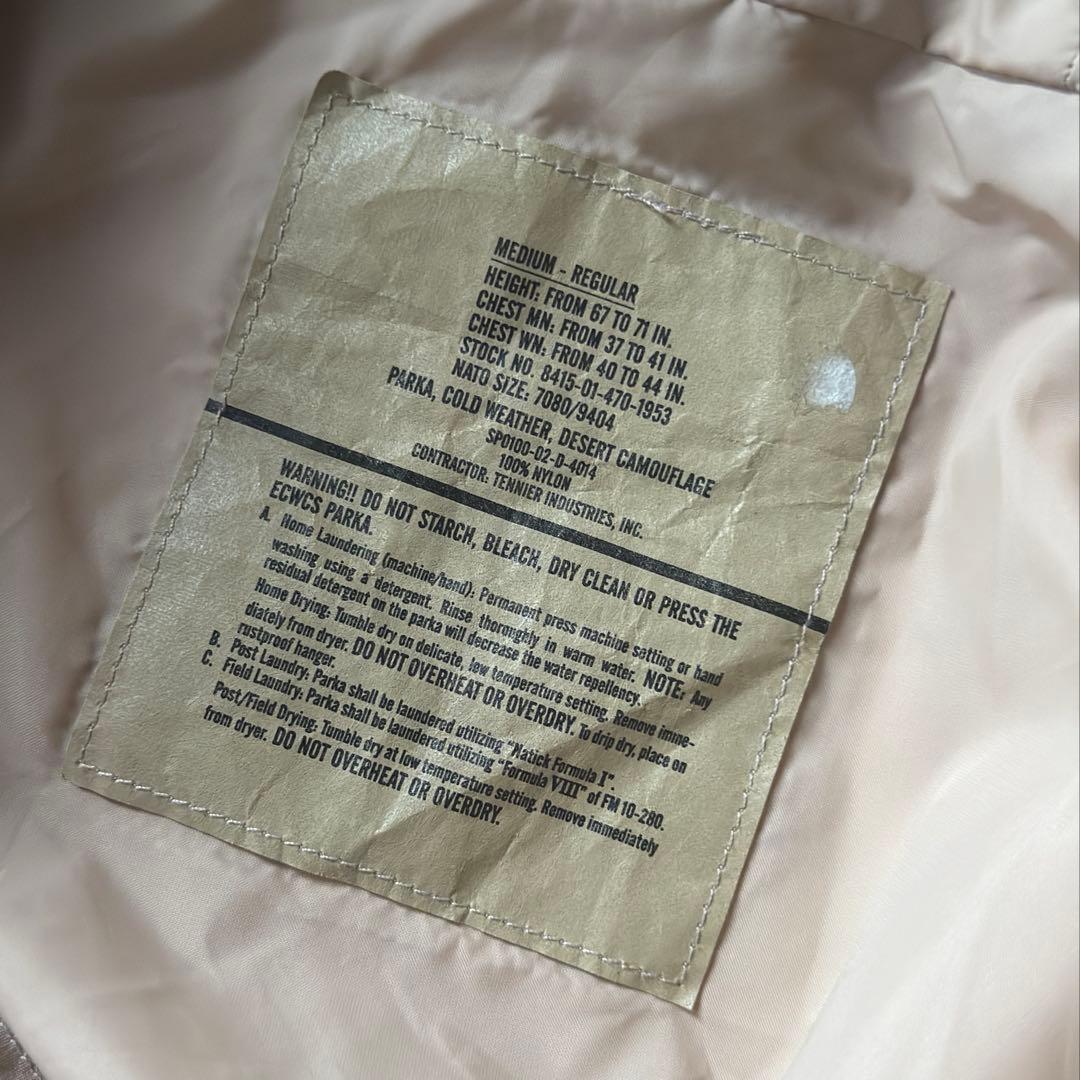 MEDIUM - REGULAR
HEIGHT: FROM 67 TO 71 IN.
CHEST MN: FROM 37 TO 41 IN.
CHEST WN: FROM 40 TO 44 IN.
STOCK NO. 8415-01-470-1953
NATO SIZE: 7080/9404
PARKA, COLD WEATHER, DESERT CAMOUFLAGE
SPO100-02-D-4014
100% NYLON
CONTRACTOR: TENNIER INDUSTRIES, INC.
WARNING!! DO NOT STARCH, BLEACH, DRY CLEAN OR PRESS THE
ECWCS PARKA.
A. Home Laundering (machine/hand): Permanent press machine setting or hand
washing using a detergent. Rinse thoroughly in warm water. NOTE: Any
residual detergent on the parka will decrease the water repellency.
Home Drying: Tumble dry on delicate, low temperature setting. Remove imme-
diately from dryer. DO NOT OVERHEAT OR OVERDRY. To drip dry, place on
rustproof hanger.
B. Post Laundry: Parka shall be laundered utilizing "Natick Formula I".
C. Field Laundry: Parka shall be laundered utilizing "Formula VIII" of FM 10-280.
Post/Field Drying: Tumble dry at low temperature setting. Remove immediately
from dryer. DO NOT OVERHEAT OR OVERDRY.